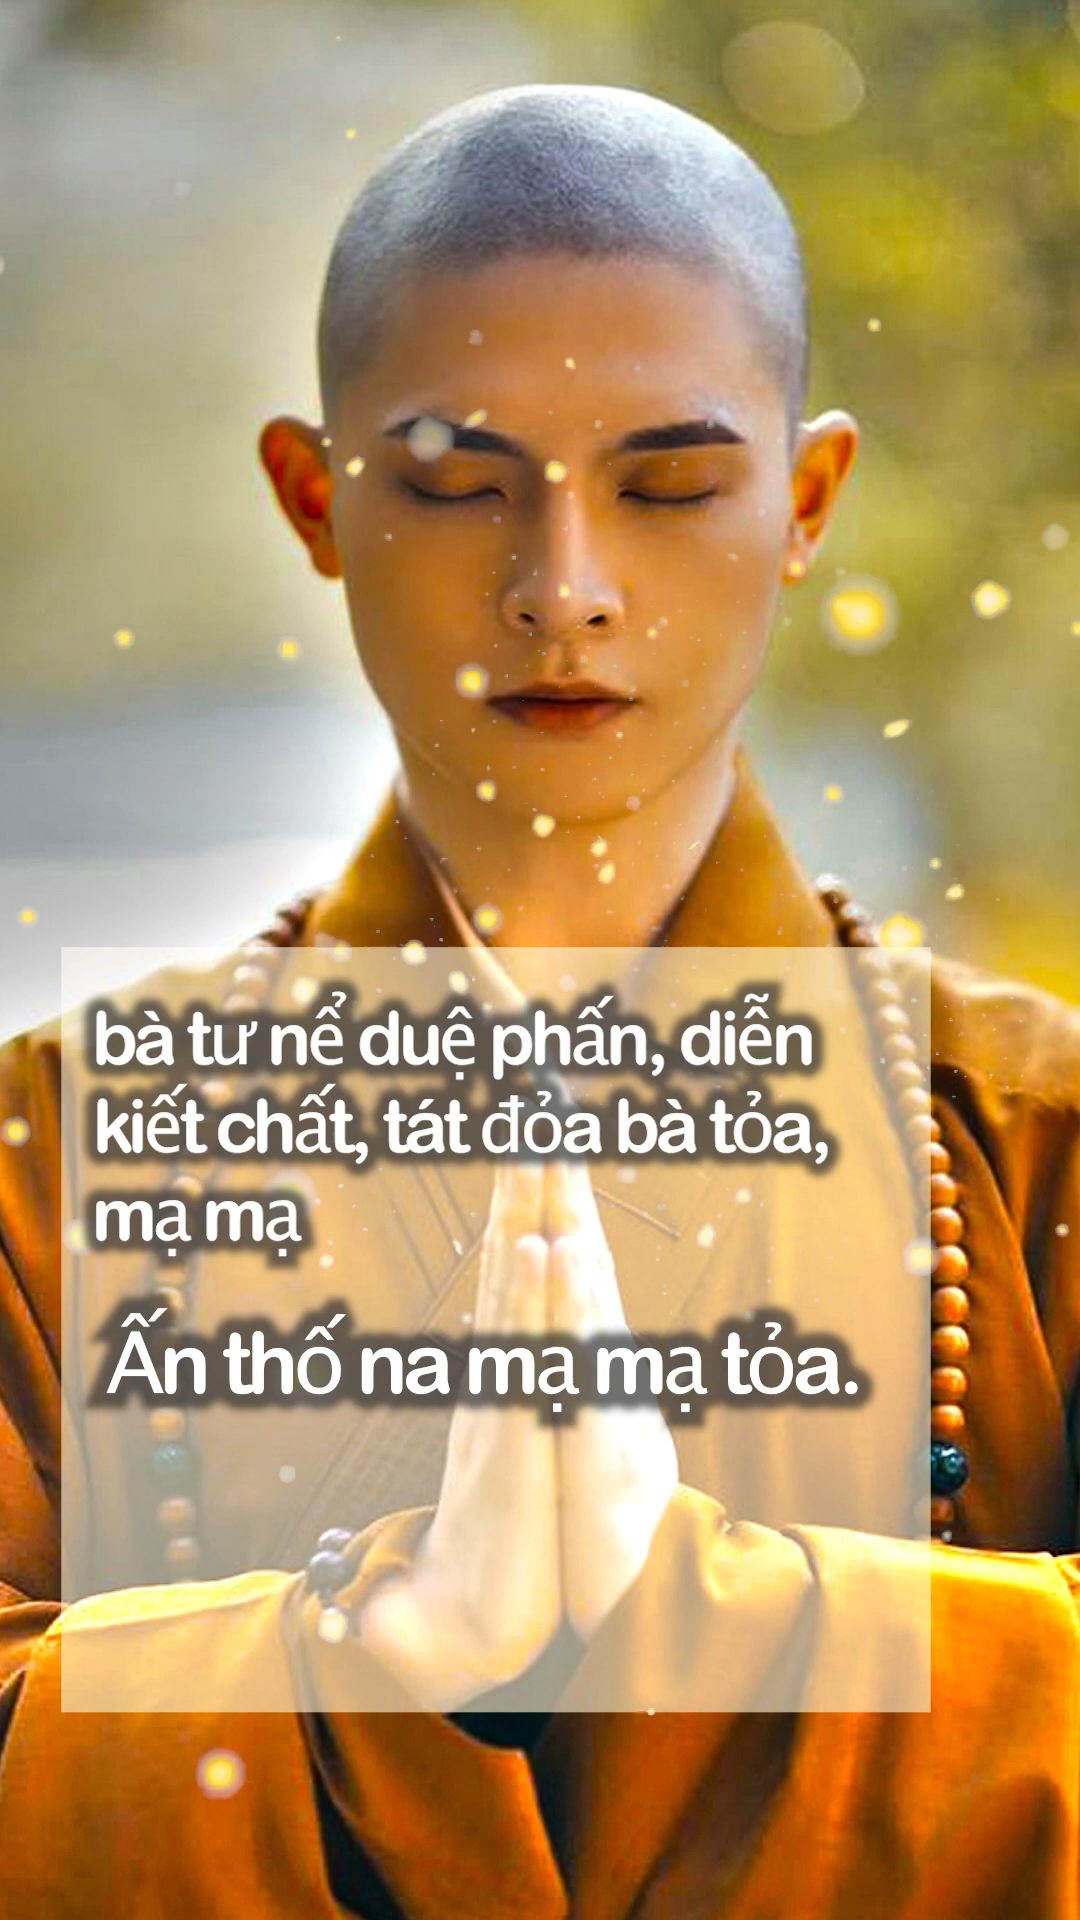 bà tư nể duệ phấn, diễn
kiết chất, tát đỏa bà tỏa,
mạ mạ
Ấn thố na mạ mạ tỏa.